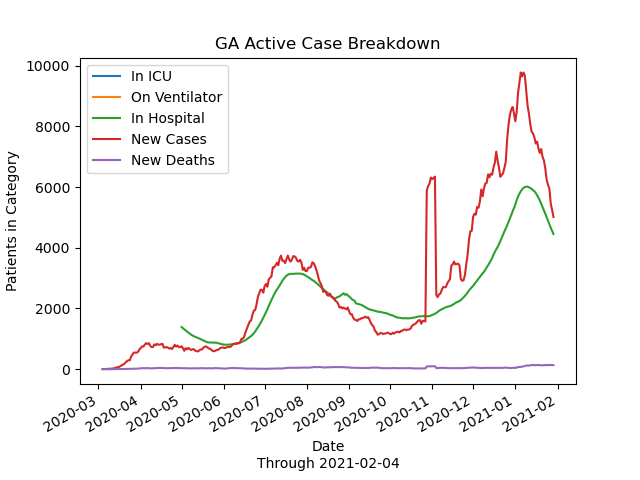 GA Active Case Breakdown
In ICU
On Ventilator
In Hospital
New Cases
New Deaths
Patients in Category
10000
8000
6000
4000
2000
0
2020-03
2020-04
2020-05
2020-06
2020-07
2020-08
2020-09
2020-10
2020-11
2020-12
2021-01
2021-02
Date
Through 2021-02-04